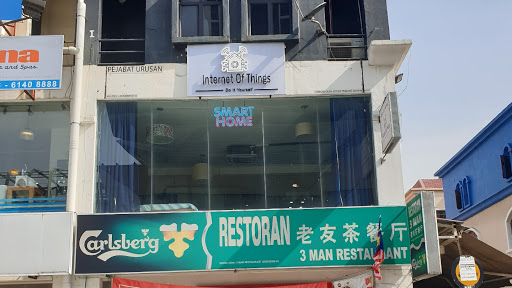 na
a and Spa.
- 6140 8888
PEJABAT URUSAN
Internet Of Things
Do It Yourself
SMART
HOME
Carlsberg
RESTORAN 老友茶餐厅
3 MAN RESTAURANT